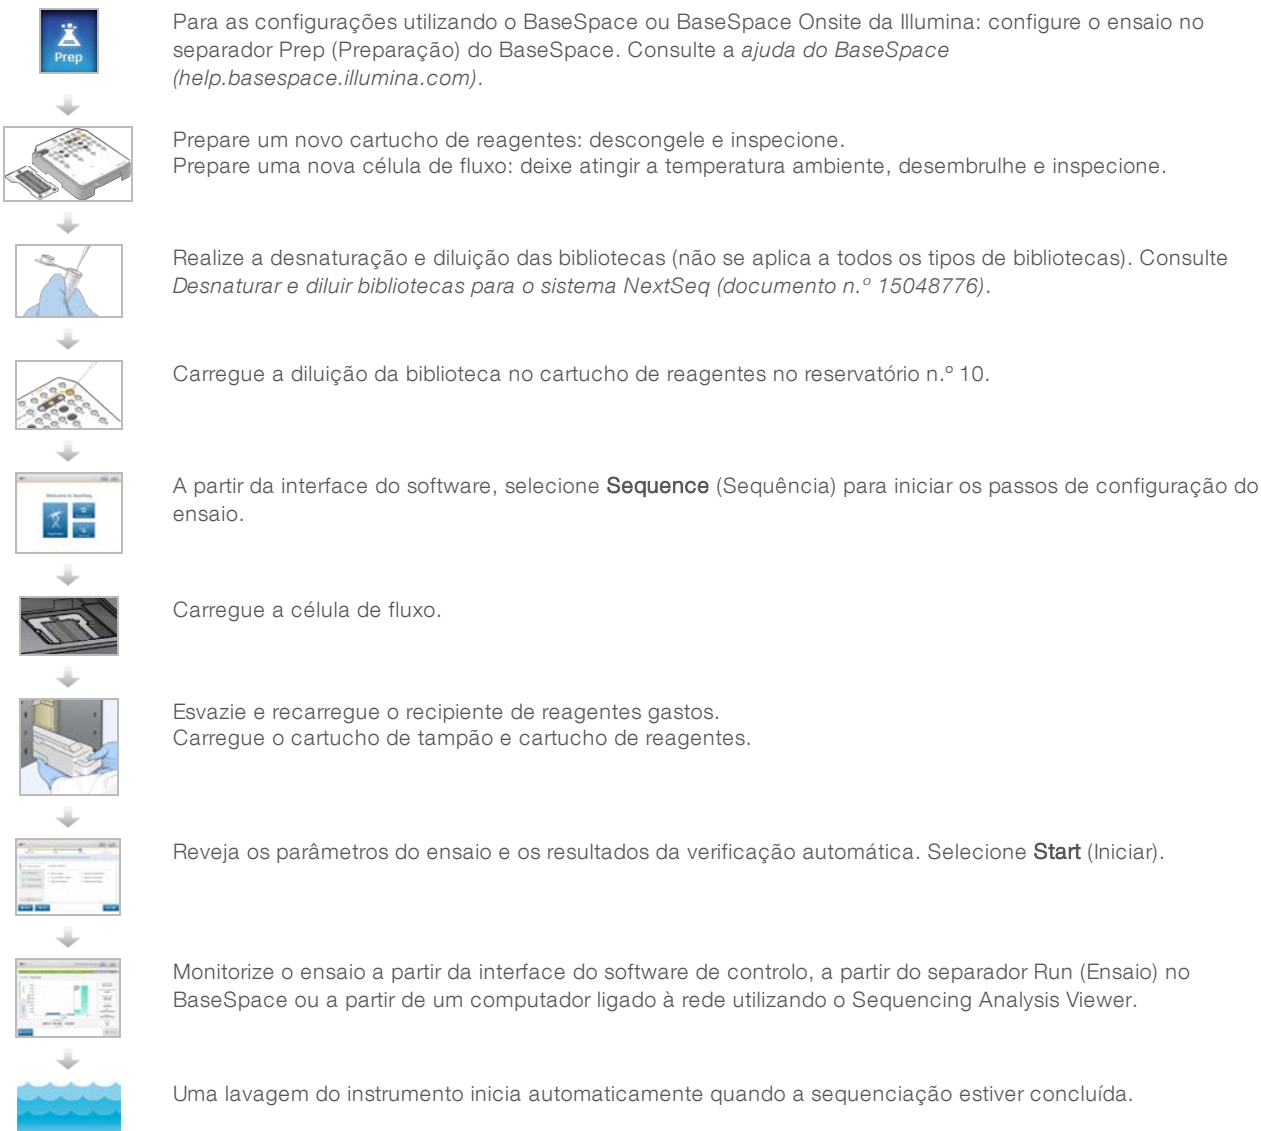 Prep
Para as configurações utilizando o BaseSpace ou BaseSpace Onsite da Illumina: configure o ensaio no
separador Prep (Preparação) do BaseSpace. Consulte a ajuda do BaseSpace
(help.basespace.illumina.com).
Prepare um novo cartucho de reagentes: descongele e inspecione.
Prepare uma nova célula de fluxo: deixe atingir a temperatura ambiente, desembrulhe e inspecione.
Realize a desnaturação e diluição das bibliotecas (não se aplica a todos os tipos de bibliotecas). Consulte
Desnaturar e diluir bibliotecas para o sistema NextSeq (documento n.º 15048776).
Carregue a diluição da biblioteca no cartucho de reagentes no reservatório n.º 10.
Welcome to NextSeq
A partir da interface do software, selecione Sequence (Sequência) para iniciar os passos de configuração do
ensaio.
Carregue a célula de fluxo.
Esvazie e recarregue o recipiente de reagentes gastos.
Carregue o cartucho de tampão e cartucho de reagentes.
Reveja os parâmetros do ensaio e os resultados da verificação automática. Selecione Start (Iniciar).
Monitorize o ensaio a partir da interface do software de controlo, a partir do separador Run (Ensaio) no
BaseSpace ou a partir de um computador ligado à rede utilizando o Sequencing Analysis Viewer.
Uma lavagem do instrumento inicia automaticamente quando a sequenciação estiver concluída.